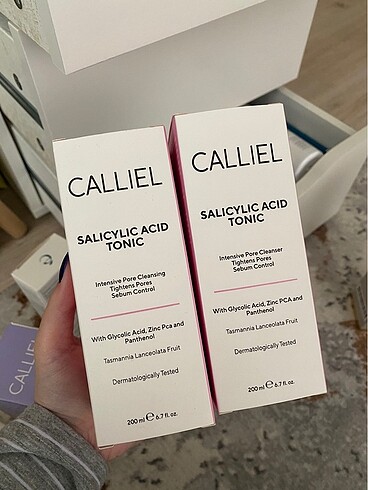 CALLIEL
SALICYLIC ACID
TONIC
Intensive Pore Cleansing
Tightens Pores
Sebum Control
With Glycolic Acid, Zinc Pca and
Panthenol
Tasmannia Lanceolata Fruit
Dermatologically Tested
200 ml ℮ 6.7 fl. oz.
CALLIEL
SALICYLIC ACID
TONIC
Intensive Pore Cleanser
Tightens Pores
Sebum Control
With Glycolic Acid, Zinc PCA and
Panthenol
Tasmannia Lanceolata Fruit
Dermatologically Tested
200 ml ℮ 6.7 fl. oz.
CALLIEL